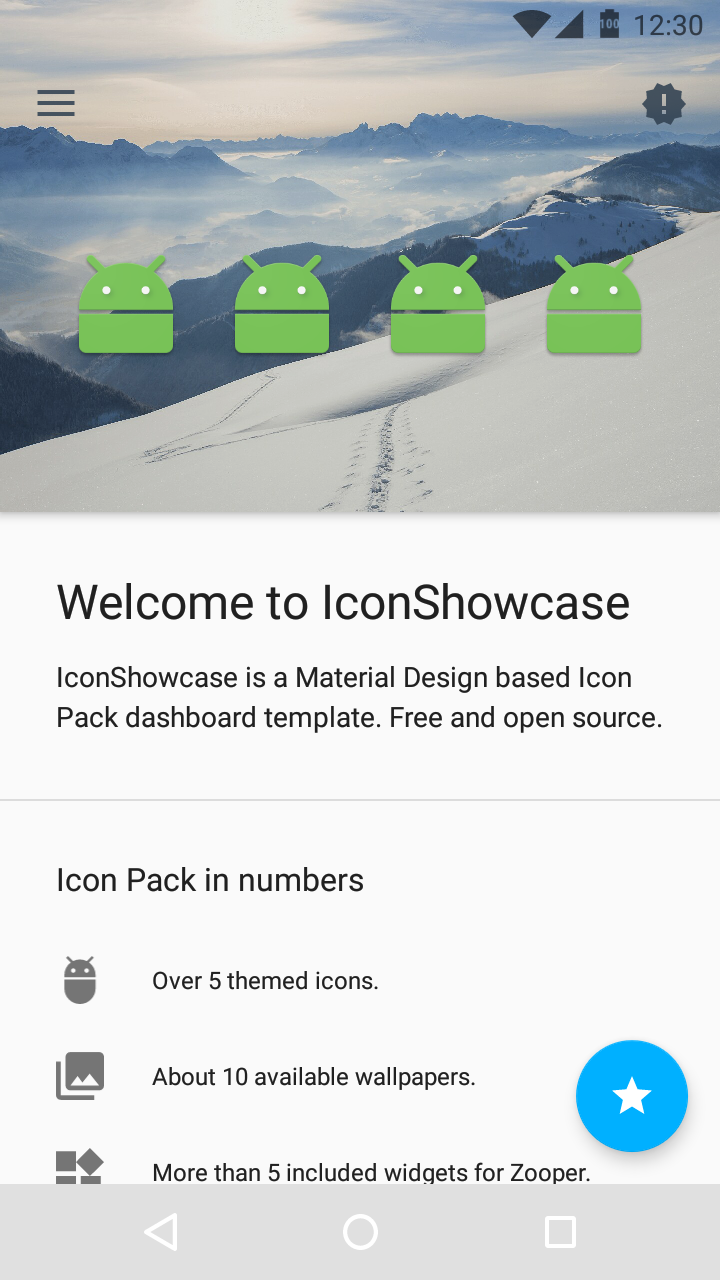 100 12:30
Welcome to IconShowcase
IconShowcase is a Material Design based Icon
Pack dashboard template. Free and open source.
Icon Pack in numbers
Over 5 themed icons.
About 10 available wallpapers.
More than 5 included widgets for Zooper.